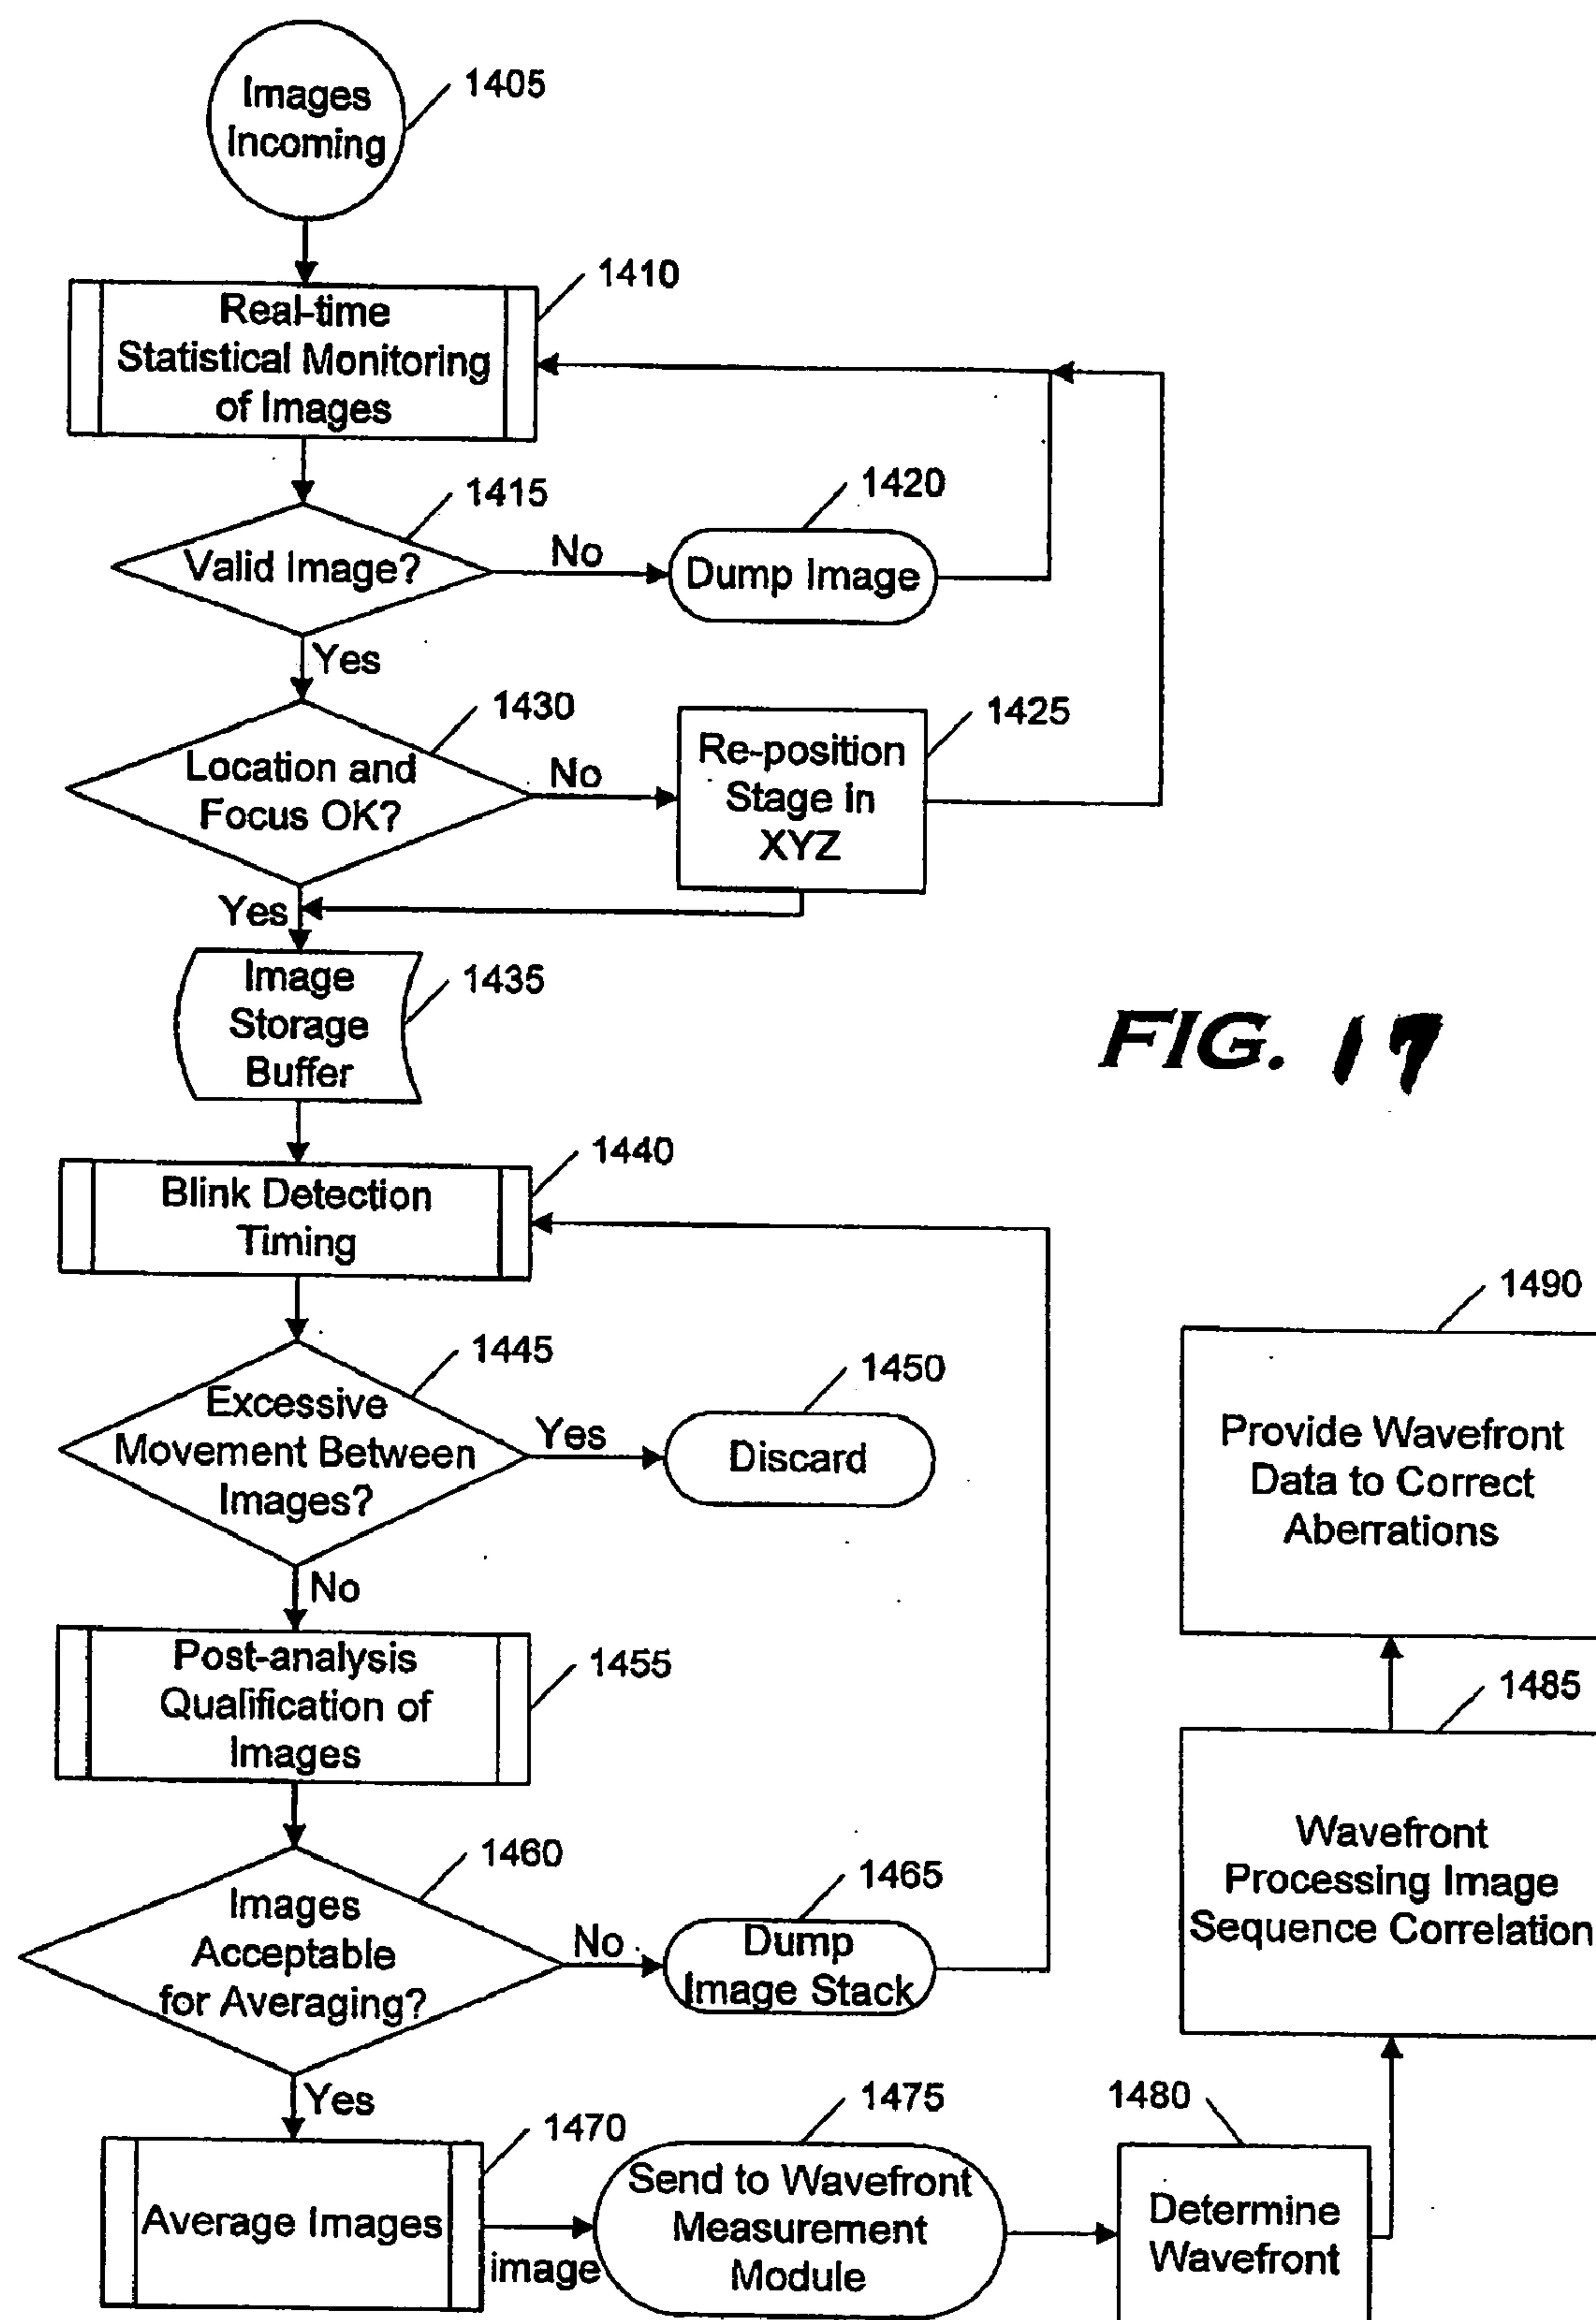 Images
Incoming
1405
1410
Real-time
Statistical Monitoring
of Images
1415
Valid Image?
No
1420
Dump Image
Yes
1430
Location and
Focus OK?
No
1425
Re-position
Stage in
XYZ
Yes
Image
Storage
Buffer
1435
FIG. 17
1440
Blink Detection
Timing
1445
Excessive
Movement Between
Images?
Yes
1450
Discard
No
1455
Post-analysis
Qualification of
Images
1460
Images
Acceptable
for Averaging?
No
1465
Dump
Image Stack
Yes
1470
Average Images
image
1475
Send to Wavefront
Measurement
Module
1480
Determine
Wavefront
1485
Wavefront
Processing Image
Sequence Correlation
1490
Provide Wavefront
Data to Correct
Aberrations